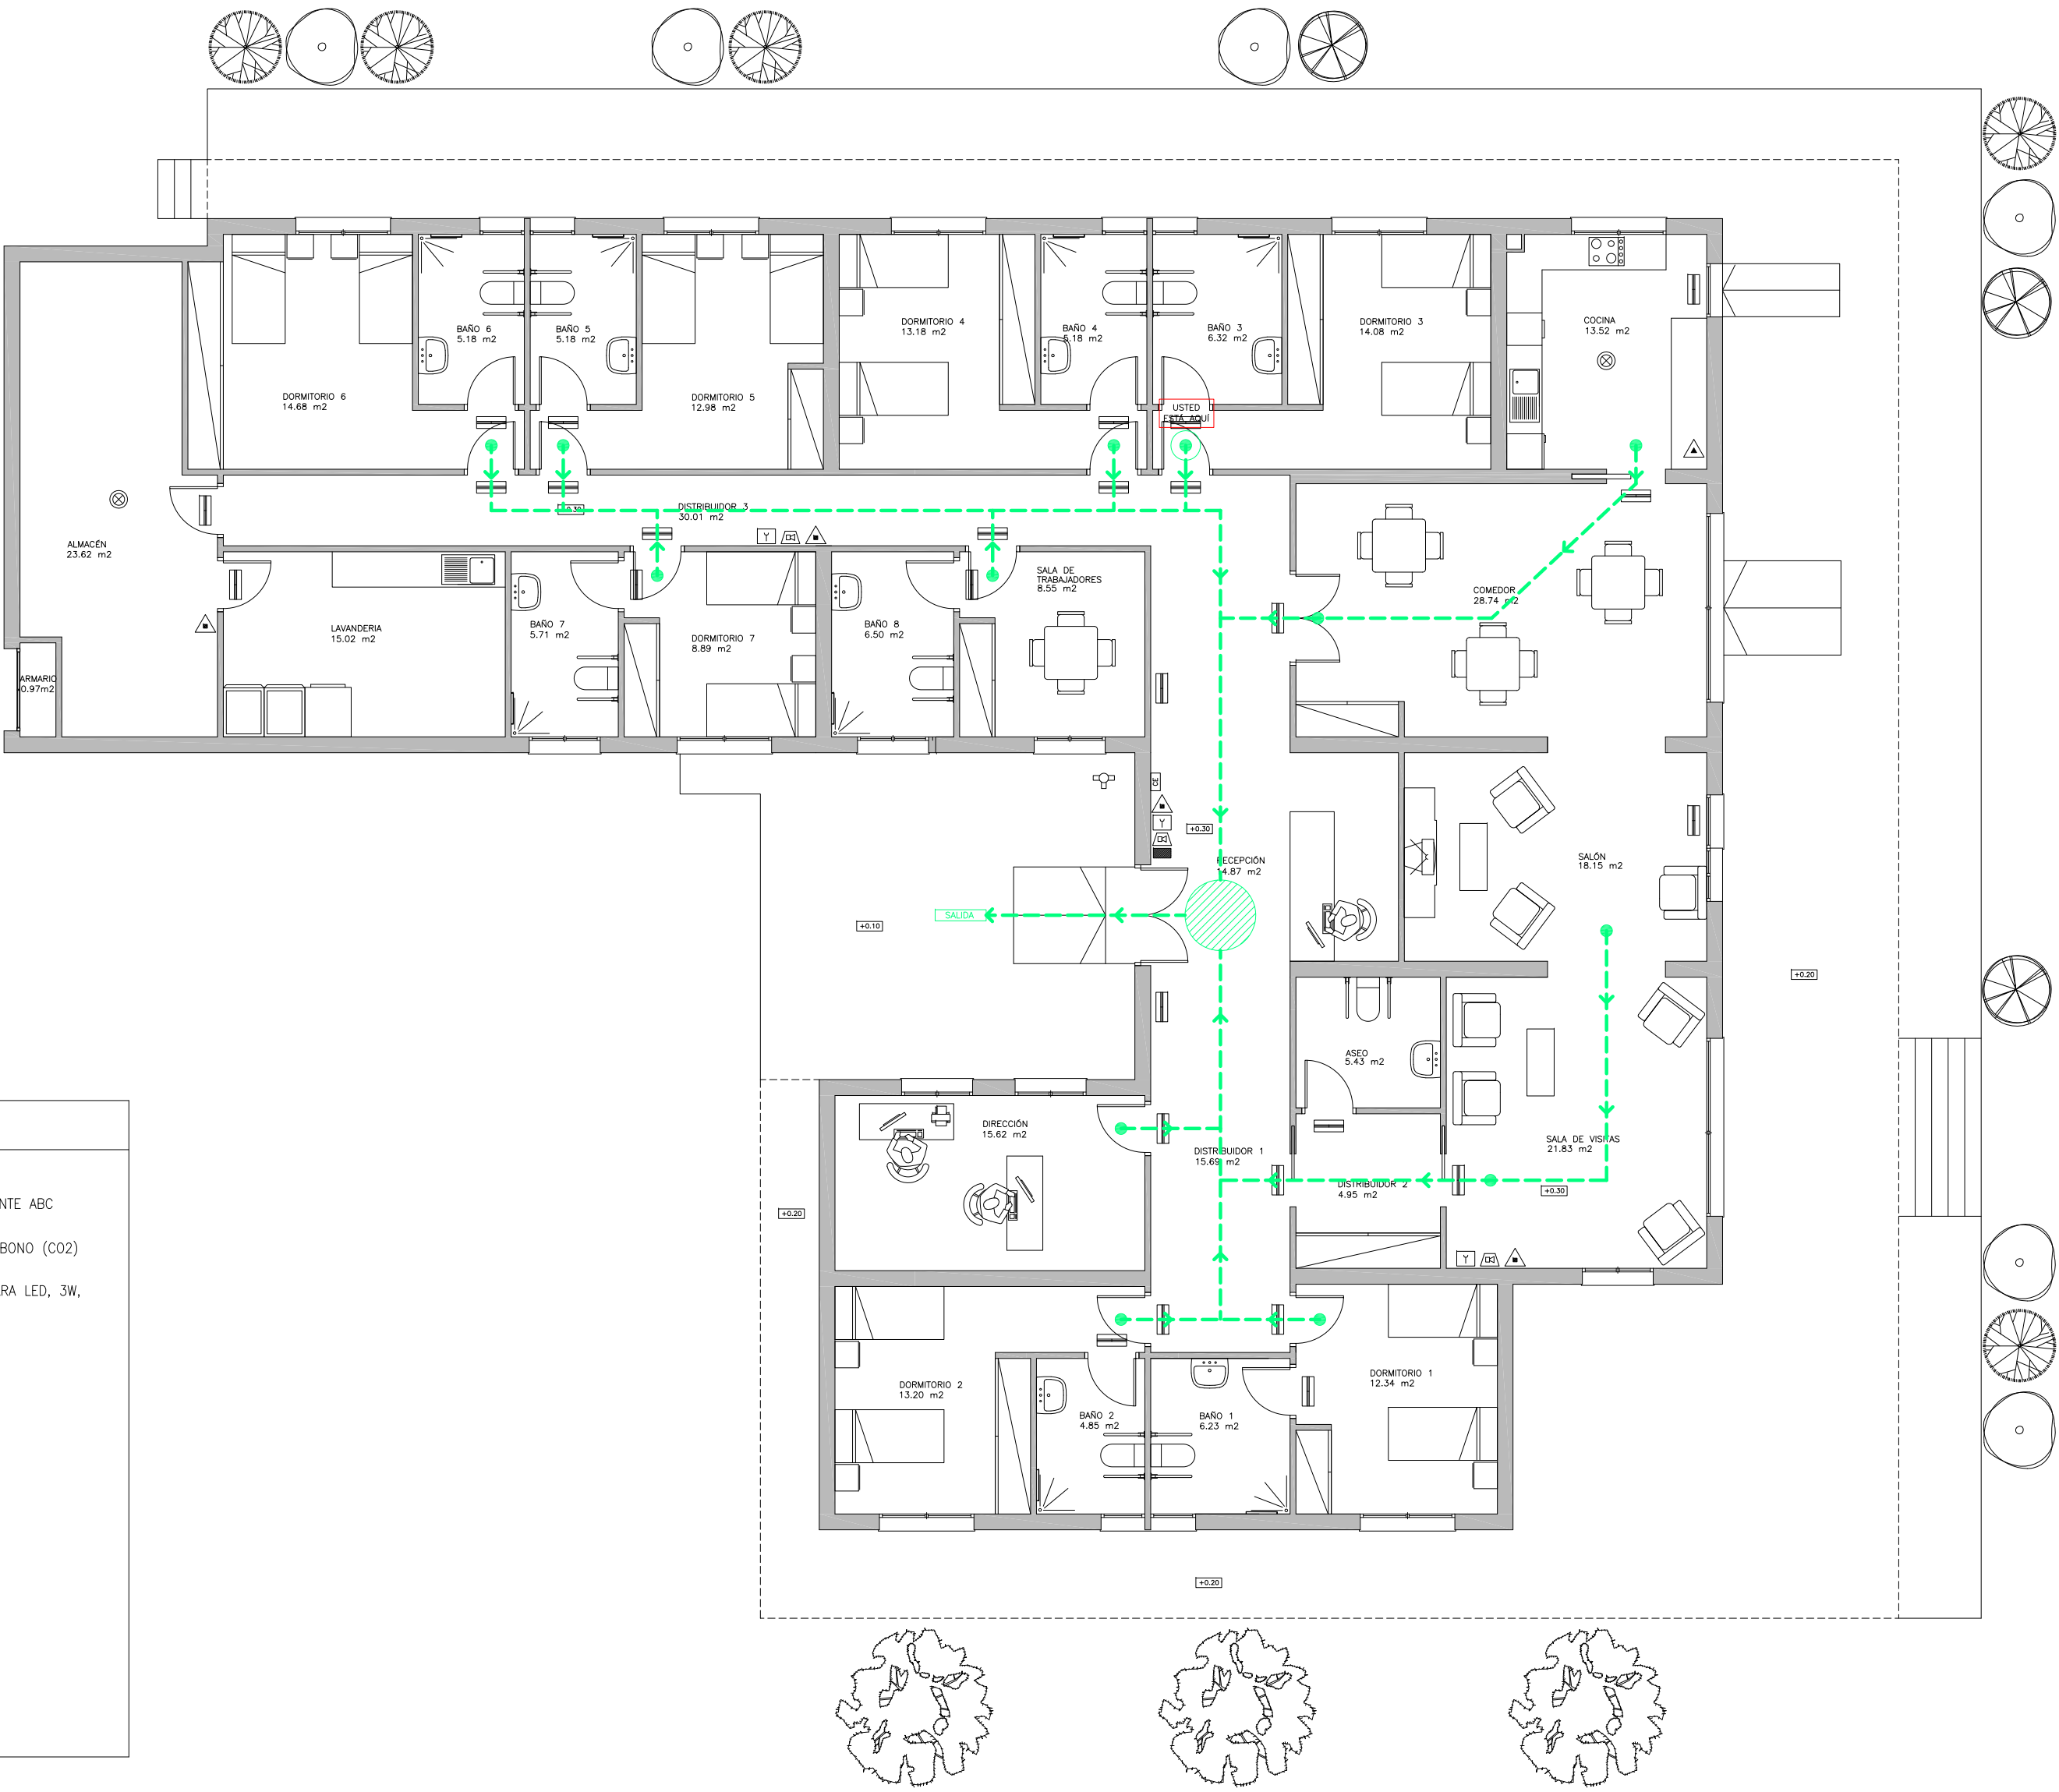 DORMITORIO 6
14.68 m2
BAÑO 6
5.18 m2
BAÑO 5
5.18 m2
DORMITORIO 5
12.98 m2
DORMITORIO 4
13.18 m2
BAÑO 4
5.18 m2
BAÑO 3
6.32 m2
DORMITORIO 3
14.08 m2
COCINA
13.52 m2
USTED
ESTÁ AQUÍ
ALMACÉN
23.62 m2
ARMARIO
0.97m2
DISTRIBUIDOR 3
30.01 m2
+0.30
LAVANDERIA
15.02 m2
BAÑO 7
5.71 m2
DORMITORIO 7
8.89 m2
BAÑO 8
6.50 m2
SALA DE
TRABAJADORES
8.55 m2
COMEDOR
28.74 m2
CE
+0.30
RECEPCIÓN
14.87 m2
SALÓN
18.15 m2
SALIDA
+0.10
+0.20
ASEO
5.43 m2
DIRECCIÓN
15.62 m2
DISTRIBUIDOR 1
15.69 m2
DISTRIBUIDOR 2
4.95 m2
SALA DE VISITAS
21.83 m2
+0.30
+0.20
DORMITORIO 2
13.20 m2
BAÑO 2
4.85 m2
BAÑO 1
6.23 m2
DORMITORIO 1
12.34 m2
+0.20
NTE ABC
BONO (CO2)
RA LED, 3W,